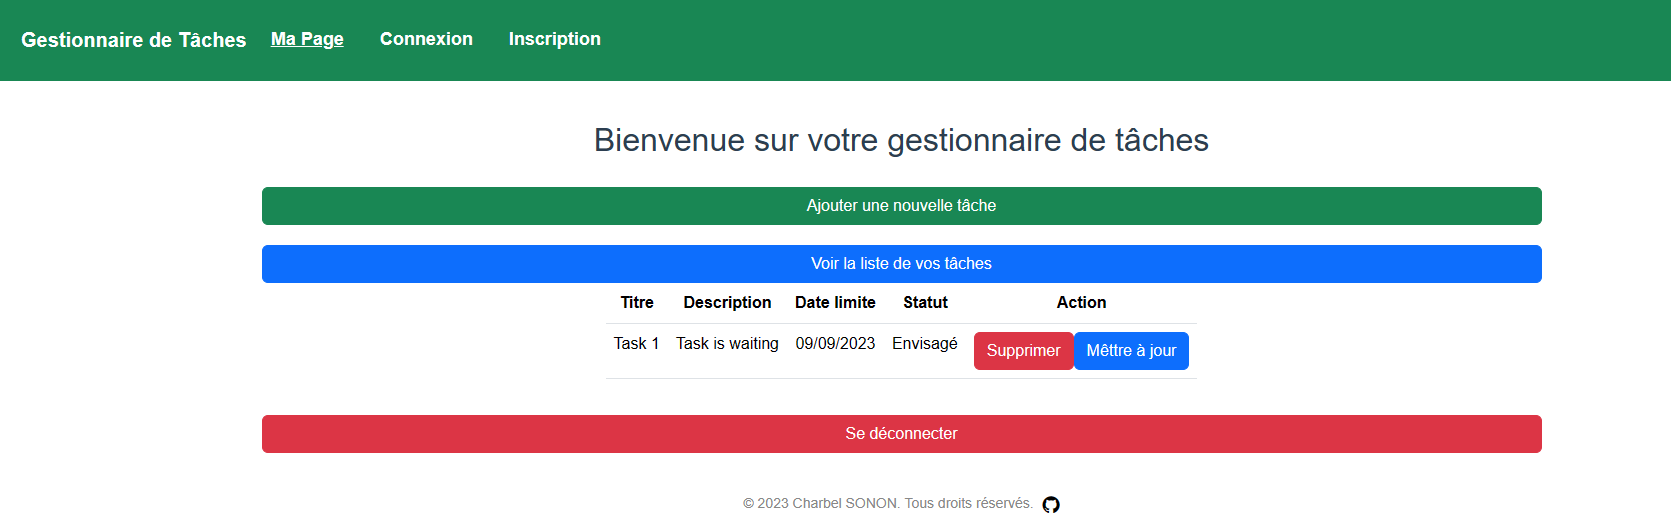 Gestionnaire de Tâches Ma Page Connexion Inscription
Bienvenue sur votre gestionnaire de tâches
Ajouter une nouvelle tâche
Voir la liste de vos tâches
Titre Description Date limite Statut Action
Task 1 Task is waiting 09/09/2023 Envisagé Supprimer Mêttre à jour
Se déconnecter
© 2023 Charbel SONON. Tous droits réservés.